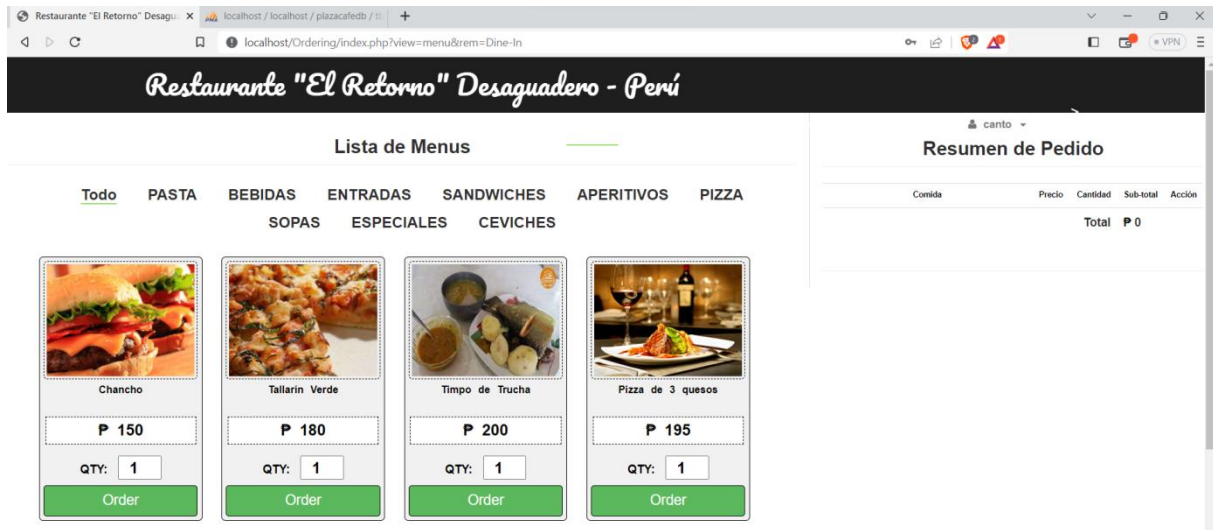 Restaurante "El Retorno" Desagu
localhost / localhost / plazacafedb / t
localhost/Ordering/index.php?view=menu&rem=Dine-In
VPN
Restaurante "El Retorno" Desaguadero - Perú
>
canto
Lista de Menus
Resumen de Pedido
Todo PASTA BEBIDAS ENTRADAS SANDWICHES APERITIVOS PIZZA
SOPAS ESPECIALES CEVICHES
Comida Precio Cantidad Sub-total Acción
Total ₱ 0
Chancho Tallarin Verde Timpo de Trucha Pizza de 3 quesos
₱ 150 ₱ 180 ₱ 200 ₱ 195
QTY: 1 QTY: 1 QTY: 1 QTY: 1
Order Order Order Order